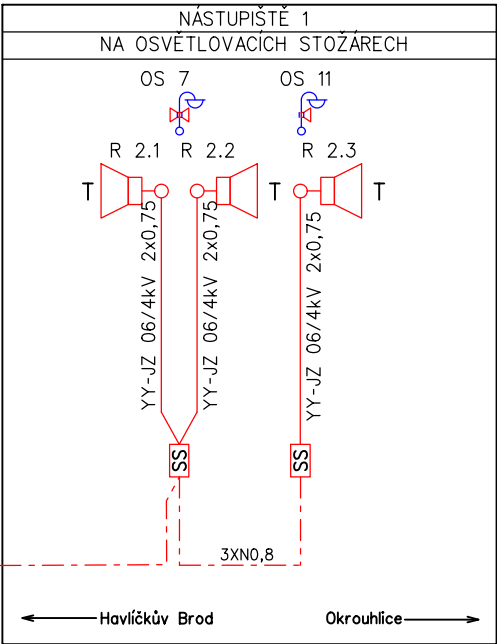 NÁSTUPIŠTĚ 1
NA OSVĚTLOVACÍCH STOŽÁRECH
OS 7
OS 11
R 2.1
R 2.2
R 2.3
T
T
T
YY-JZ 06/4kV 2x0,75
YY-JZ 06/4kV 2x0,75
YY-JZ 06/4kV 2x0,75
SS
SS
3XN0,8
Havlíčkův Brod
Okrouhlice